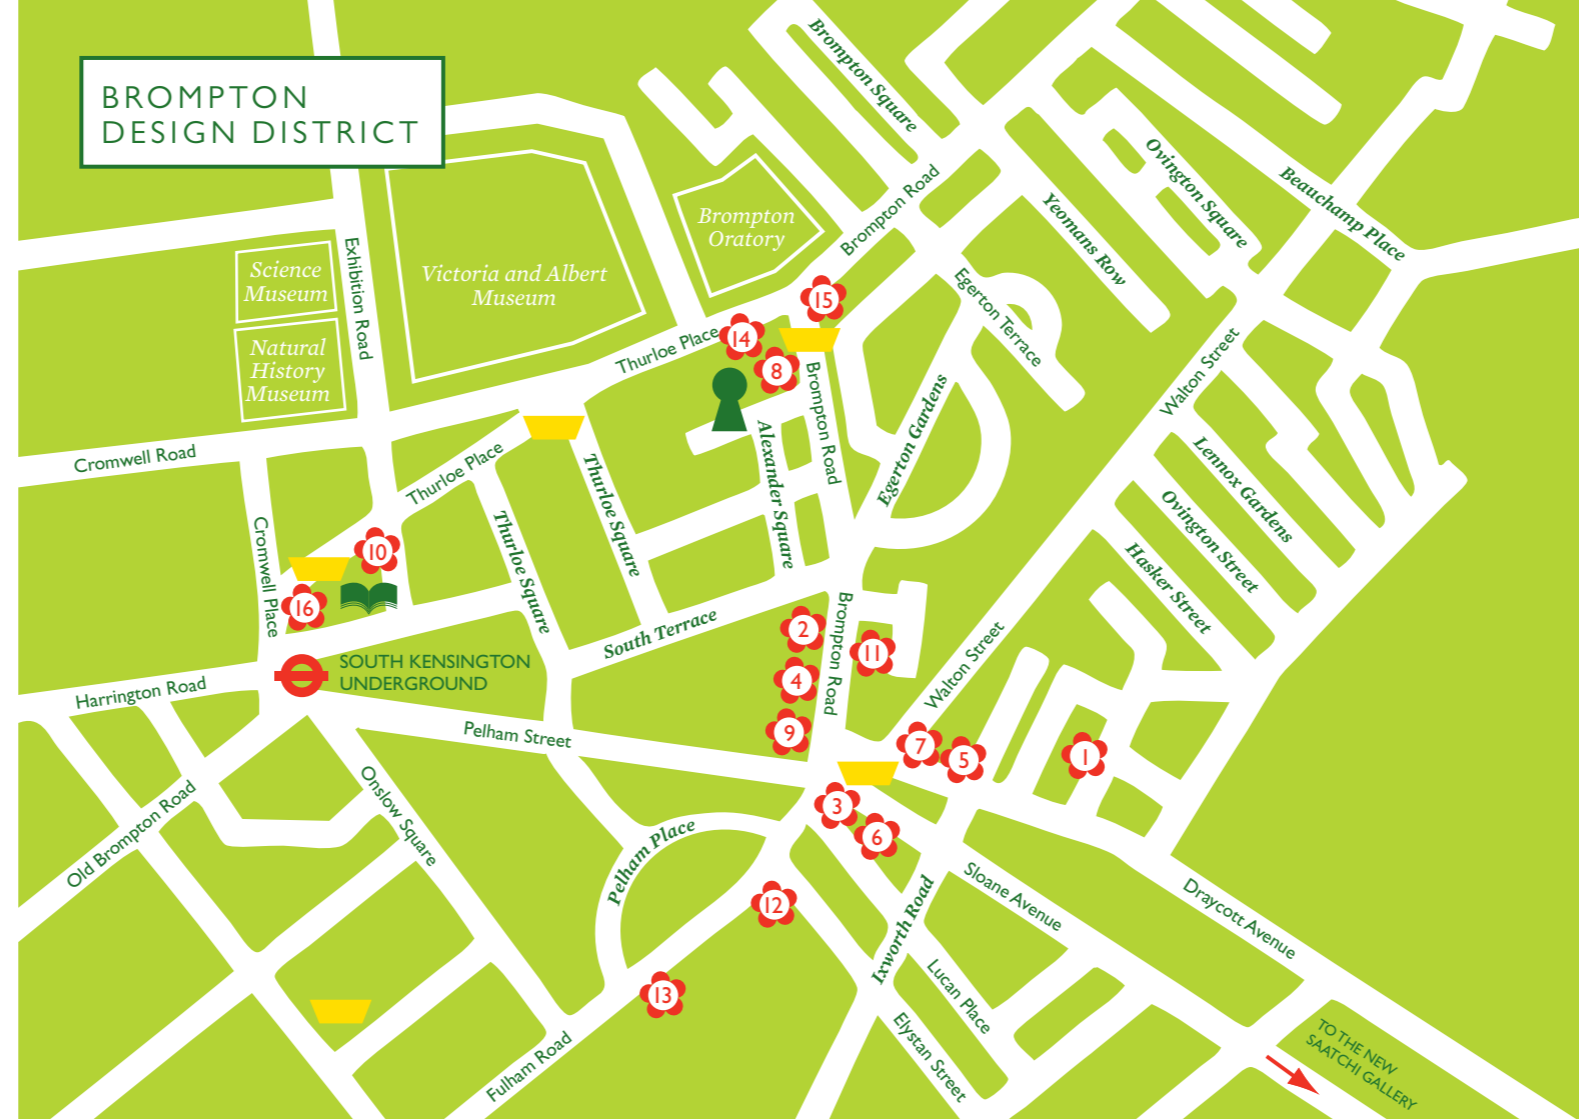 BROMPTON
DESIGN DISTRICT
Brompton Square
Brompton
Oratory
Brompton Road
Ovington Square
Beauchamp Place
Yeomans Row
Exhibition Road
Science
Museum
Victoria and Albert
Museum
Natural
History
Museum
Egerton Terrace
15
14
8
Thurloe Place
Brompton Road
Egerton Gardens
Walton Street
Cromwell Road
Thurloe Place
Thurloe Square
Thurloe Square
Alexander Square
Lennox Gardens
Ovington Street
Hasker Street
Cromwell Place
10
16
South Terrace
Brompton Road
2
11
4
9
SOUTH KENSINGTON
UNDERGROUND
Harrington Road
Pelham Street
Walton Street
7
5
1
3
6
Old Brompton Road
Onslow Square
Pelham Place
12
13
Ixworth Road
Sloane Avenue
Draycott Avenue
Lucan Place
Elystan Street
Fulham Road
TO THE NEW
SAATCHI GALLERY